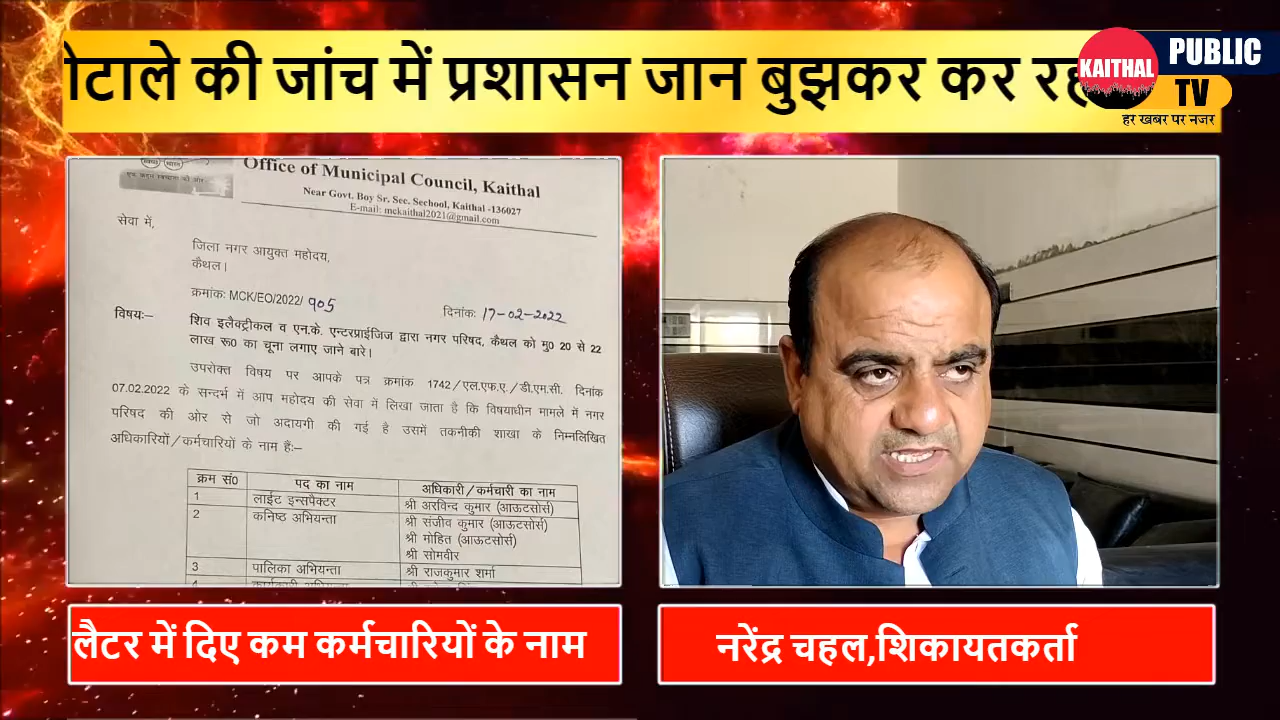 ोटाले की जांच में प्रशासन जान बुझकर कर रह
KAITHAL
PUBLIC
TV
हर खबर पर नजर
Office of Municipal Council, Kaithal
Near Govt. Boy Sr. Sec. Sechool, Kaithal -136027
E-mail: mckaithal2021@gmail.com
सेवा में,
जिला नगर आयुक्त महोदय,
कैथल।
क्रमांकः MCK/EO/2022/ 905 दिनांकः 17-02-2022
विषयः– शिव इलैक्ट्रीकल व एन.के. एन्टरप्राईजिज द्वारा नगर परिषद, कैथल को मु0 20 से 22
लाख रू0 का चूना लगाए जाने बारे।
उपरोक्त विषय पर आपके पत्र क्रमांक 1742/एल.एफ.ए./डी.एम.सी. दिनांक
07.02.2022 के सन्दर्भ में आप महोदय की सेवा में लिखा जाता है कि विषयाधीन मामले में नगर
परिषद की ओर से जो अदायगी की गई है उसमें तकनीकी शाखा के निम्नलिखित
अधिकारियों/कर्मचारियों के नाम हैः–
क्रम सं0 पद का नाम अधिकारी/कर्मचारी का नाम
1 लाईट इन्सपैक्टर श्री अरविन्द कुमार (आऊटसोर्स)
2 कनिष्ठ अभियन्ता श्री संजीव कुमार (आऊटसोर्स)
श्री मोहित (आऊटसोर्स)
श्री सोमवीर
3 पालिका अभियन्ता श्री राजकुमार शर्मा
लैटर में दिए कम कर्मचारियों के नाम
नरेंद्र चहल,शिकायतकर्ता